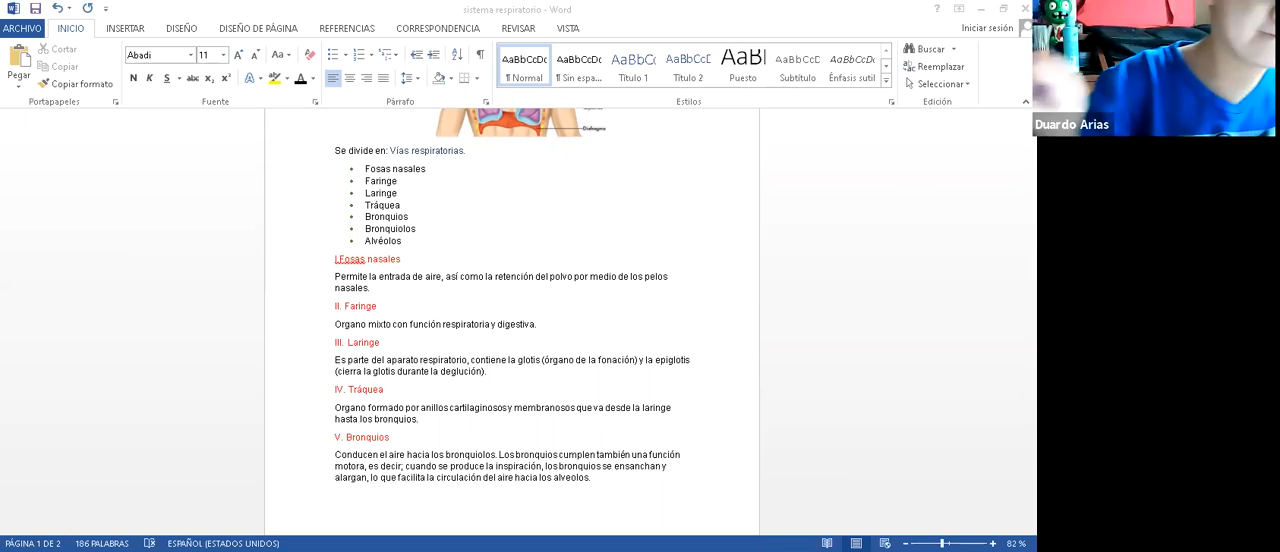 sistema respiratorio - Word
Iniciar sesión
ARCHIVO INICIO INSERTAR DISEÑO DISEÑO DE PÁGINA REFERENCIAS CORRESPONDENCIA REVISAR VISTA
Pegar
Cortar
Copiar
Copiar formato
Portapapeles
Abadi 11
N K S abc x₂ x²
Fuente
Párrafo
AaBbCcDc AaBbCcDc AaBbCc AaBbCcD AaBl AaBbCcD AaBbCcDc
¶ Normal ¶ Sin espa... Título 1 Título 2 Puesto Subtítulo Énfasis sutil
Estilos
Buscar
Reemplazar
Seleccionar
Edición
Duardo Arias
Diafragma
Se divide en: Vías respiratorias.
• Fosas nasales
• Faringe
• Laringe
• Tráquea
• Bronquios
• Bronquiolos
• Alvéolos
I.Fosas nasales
Permite la entrada de aire, así como la retención del polvo por medio de los pelos
nasales.
II. Faringe
Organo mixto con función respiratoria y digestiva.
III. Laringe
Es parte del aparato respiratorio, contiene la glotis (órgano de la fonación) y la epiglotis
(cierra la glotis durante la deglución).
IV. Tráquea
Organo formado por anillos cartilaginosos y membranosos que va desde la laringe
hasta los bronquios.
V. Bronquios
Conducen el aire hacia los bronquiolos. Los bronquios cumplen también una función
motora, es decir; cuando se produce la inspiración, los bronquios se ensanchan y
alargan, lo que facilita la circulación del aire hacia los alveolos.
PÁGINA 1 DE 2 186 PALABRAS ESPAÑOL (ESTADOS UNIDOS) 82 %